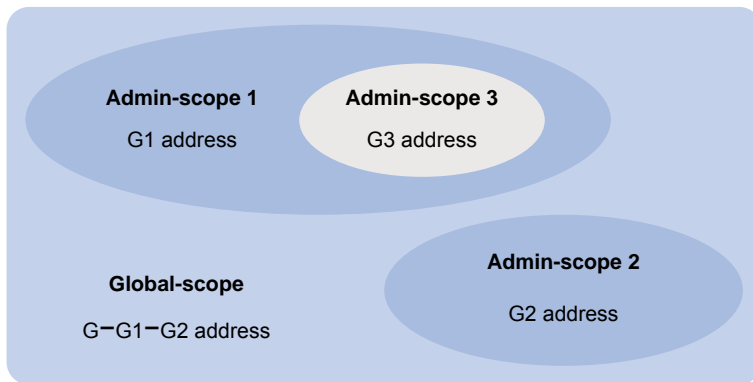 Admin-scope 1
G1 address
Admin-scope 3
G3 address
Admin-scope 2
G2 address
Global-scope
G−G1−G2 address